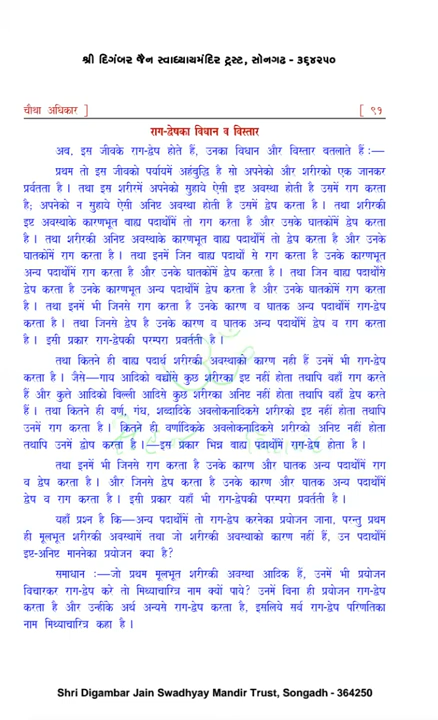 શ્રી દિગંબર જૈન સ્વાધ્યાયમંદિર ટ્રસ્ટ, સોનગઢ - ૩૬૪૨૫૦
चौथा अधिकार ]
[ ९१
राग-द्वेषका विधान व विस्तार
अब, इस जीवके राग-द्वेष होते हैं, उनका विधान और विस्तार बतलाते हैं :—
प्रथम तो इस जीवको पर्यायमें अहंबुद्धि है सो अपनेको और शरीरको एक जानकर
प्रवर्तता है। तथा इस शरीरमें अपनेको सुहाये ऐसी इष्ट अवस्था होती है उसमें राग करता
है; अपनेको न सुहाये ऐसी अनिष्ट अवस्था होती है उसमें द्वेष करता है। तथा शरीरकी
इष्ट अवस्थाके कारणभूत बाह्य पदार्थोंमें तो राग करता है और उसके घातकोंमें द्वेष करता
है। तथा शरीरकी अनिष्ट अवस्थाके कारणभूत बाह्य पदार्थोंमें तो द्वेष करता है और उनके
घातकोंमें राग करता है। तथा इनमें जिन बाह्य पदार्थों से राग करता है उनके कारणभूत
अन्य पदार्थोंमें राग करता है और उनके घातकोंमें द्वेष करता है। तथा जिन बाह्य पदार्थोंसे
द्वेष करता है उनके कारणभूत अन्य पदार्थोंमें द्वेष करता है और उनके घातकोंमें राग करता
है। तथा इनमें भी जिनसे राग करता है उनके कारण व घातक अन्य पदार्थोंमें राग-द्वेष
करता है। तथा जिनसे द्वेष है उनके कारण व घातक अन्य पदार्थोंमें द्वेष व राग करता
है। इसी प्रकार राग-द्वेषकी परम्परा प्रवर्तती है।
तथा कितने ही बाह्य पदार्थ शरीरकी अवस्थाको कारण नहीं हैं उनमें भी राग-द्वेष
करता है। जैसे—गाय आदिको बच्चोंसे कुछ शरीरका इष्ट नहीं होता तथापि वहाँ राग करते
हैं और कुत्ते आदिको बिल्ली आदिसे कुछ शरीरका अनिष्ट नहीं होता तथापि वहाँ द्वेष करते
हैं। तथा कितने ही वर्ण, गंध, शब्दादिके अवलोकनादिकसे शरीरको इष्ट नहीं होता तथापि
उनमें राग करता है। कितने ही वर्णादिकके अवलोकनादिकसे शरीरको अनिष्ट नहीं होता
तथापि उनमें द्वेष करता है।—इस प्रकार भिन्न बाह्य पदार्थोंमें राग-द्वेष होता है।
तथा इनमें भी जिनसे राग करता है उनके कारण और घातक अन्य पदार्थोंमें राग
व द्वेष करता है। और जिनसे द्वेष करता है उनके कारण और घातक अन्य पदार्थोंमें
द्वेष व राग करता है। इसी प्रकार यहाँ भी राग-द्वेषकी परम्परा प्रवर्तती है।
यहाँ प्रश्न है कि—अन्य पदार्थोंमें तो राग-द्वेष करनेका प्रयोजन जाना, परन्तु प्रथम
ही मूलभूत शरीरकी अवस्थामें तथा जो शरीरकी अवस्थाको कारण नहीं हैं, उन पदार्थोंमें
इष्ट-अनिष्ट माननेका प्रयोजन क्या है?
समाधान :—जो प्रथम मूलभूत शरीरकी अवस्था आदिक हैं, उनमें भी प्रयोजन
विचारकर राग-द्वेष करे तो मिथ्याचारित्र नाम क्यों पाये? उनमें बिना ही प्रयोजन राग-द्वेष
करता है और उन्हींके अर्थ अन्यसे राग-द्वेष करता है, इसलिये सर्व राग-द्वेष परिणतिका
नाम मिथ्याचारित्र कहा है।
Shri Digambar Jain Swadhyay Mandir Trust, Songadh - 364250